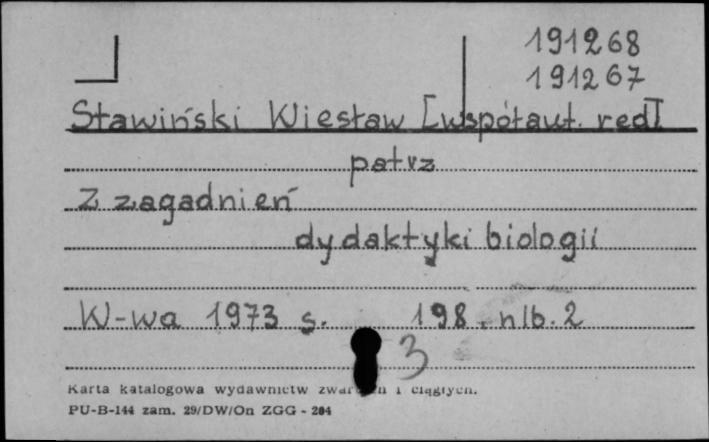 191268
191267
Stawiński Wiesław [współaut. red]
patrz
Z zagadnień
dydaktyki biologii
W-wa 1973 s. 198, nlb. 2
3
Karta katalogowa wydawnictw i ciągłych.
PU-B-144 zam. 29/DW/On ZGG - 204